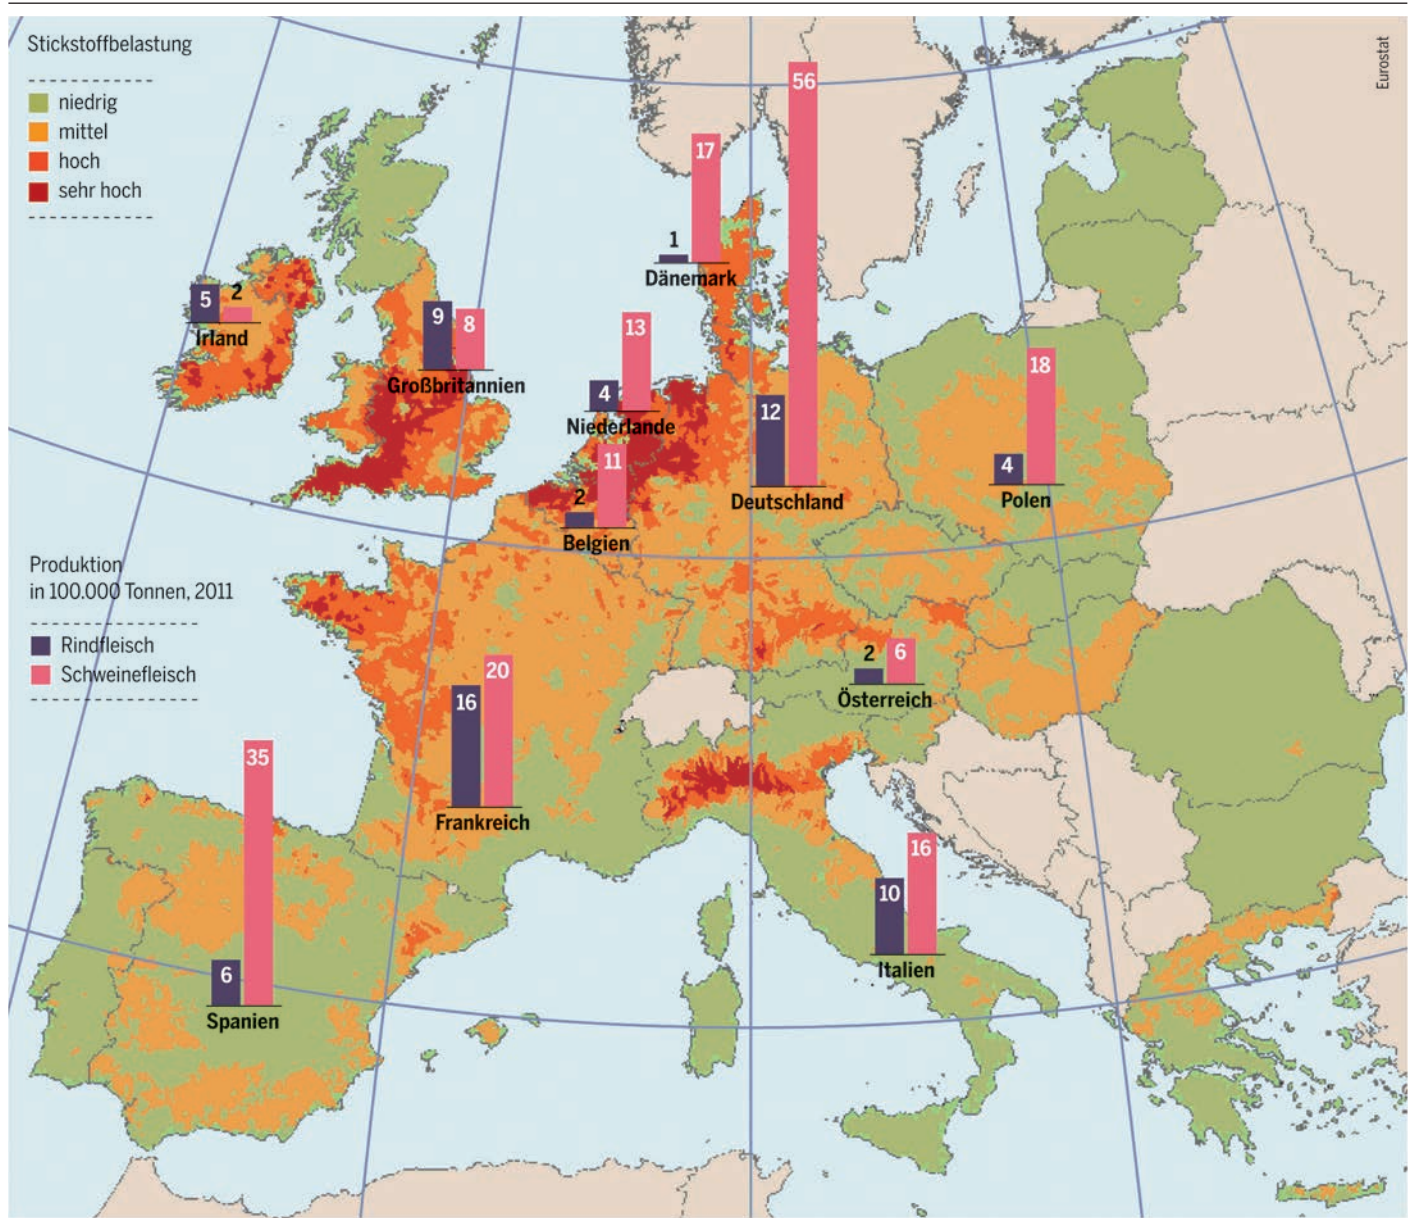 Stickstoffbelastung
niedrig
mittel
hoch
sehr hoch
Eurostat
56
17
1
Dänemark
5
2
Irland
9
8
Großbritannien
13
4
Niederlande
12
Deutschland
18
4
Polen
11
2
Belgien
Produktion
in 100.000 Tonnen, 2011
Rindfleisch
Schweinefleisch
2
6
Österreich
16
20
Frankreich
35
6
Spanien
10
16
Italien